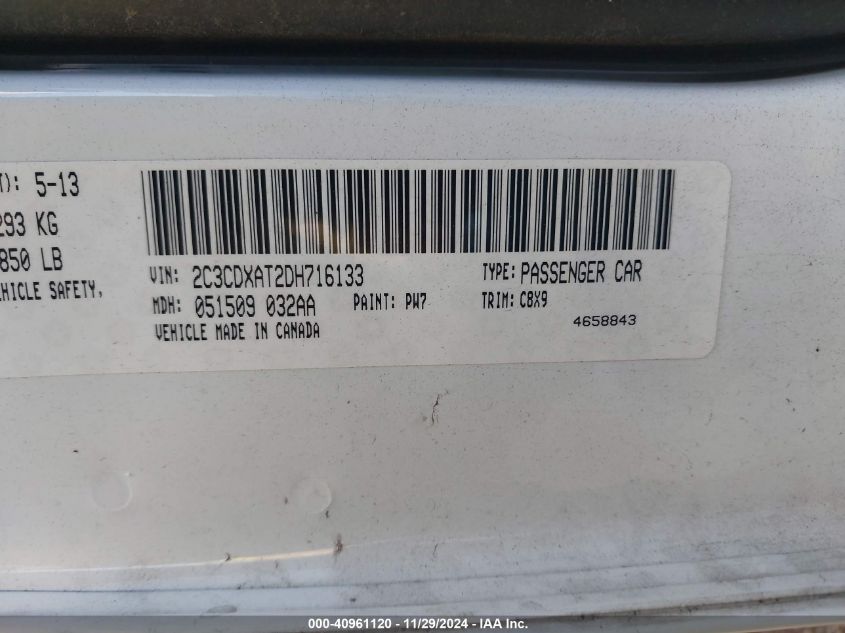 T): 5-13
293 KG
850 LB
EHICLE SAFETY,
VIN: 2C3CDXAT2DH716133 TYPE: PASSENGER CAR
MDH: 051509 032AA PAINT: PW7 TRIM: C8X9
VEHICLE MADE IN CANADA 4658843
000-40961120 - 11/29/2024 - IAA Inc.